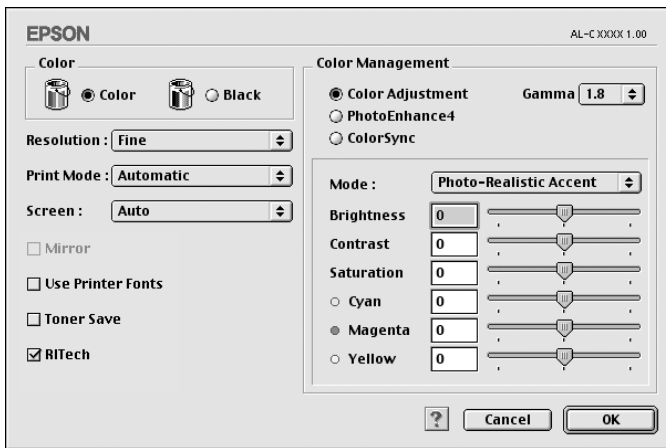 EPSON
AL-C XXXX 1.00
Color
Color
Black
Resolution : Fine
Print Mode : Automatic
Screen : Auto
Mirror
Use Printer Fonts
Toner Save
RITech
Color Management
Color Adjustment
Gamma 1.8
PhotoEnhance4
ColorSync
Mode : Photo-Realistic Accent
Brightness 0
Contrast 0
Saturation 0
Cyan 0
Magenta 0
Yellow 0
?
Cancel
OK